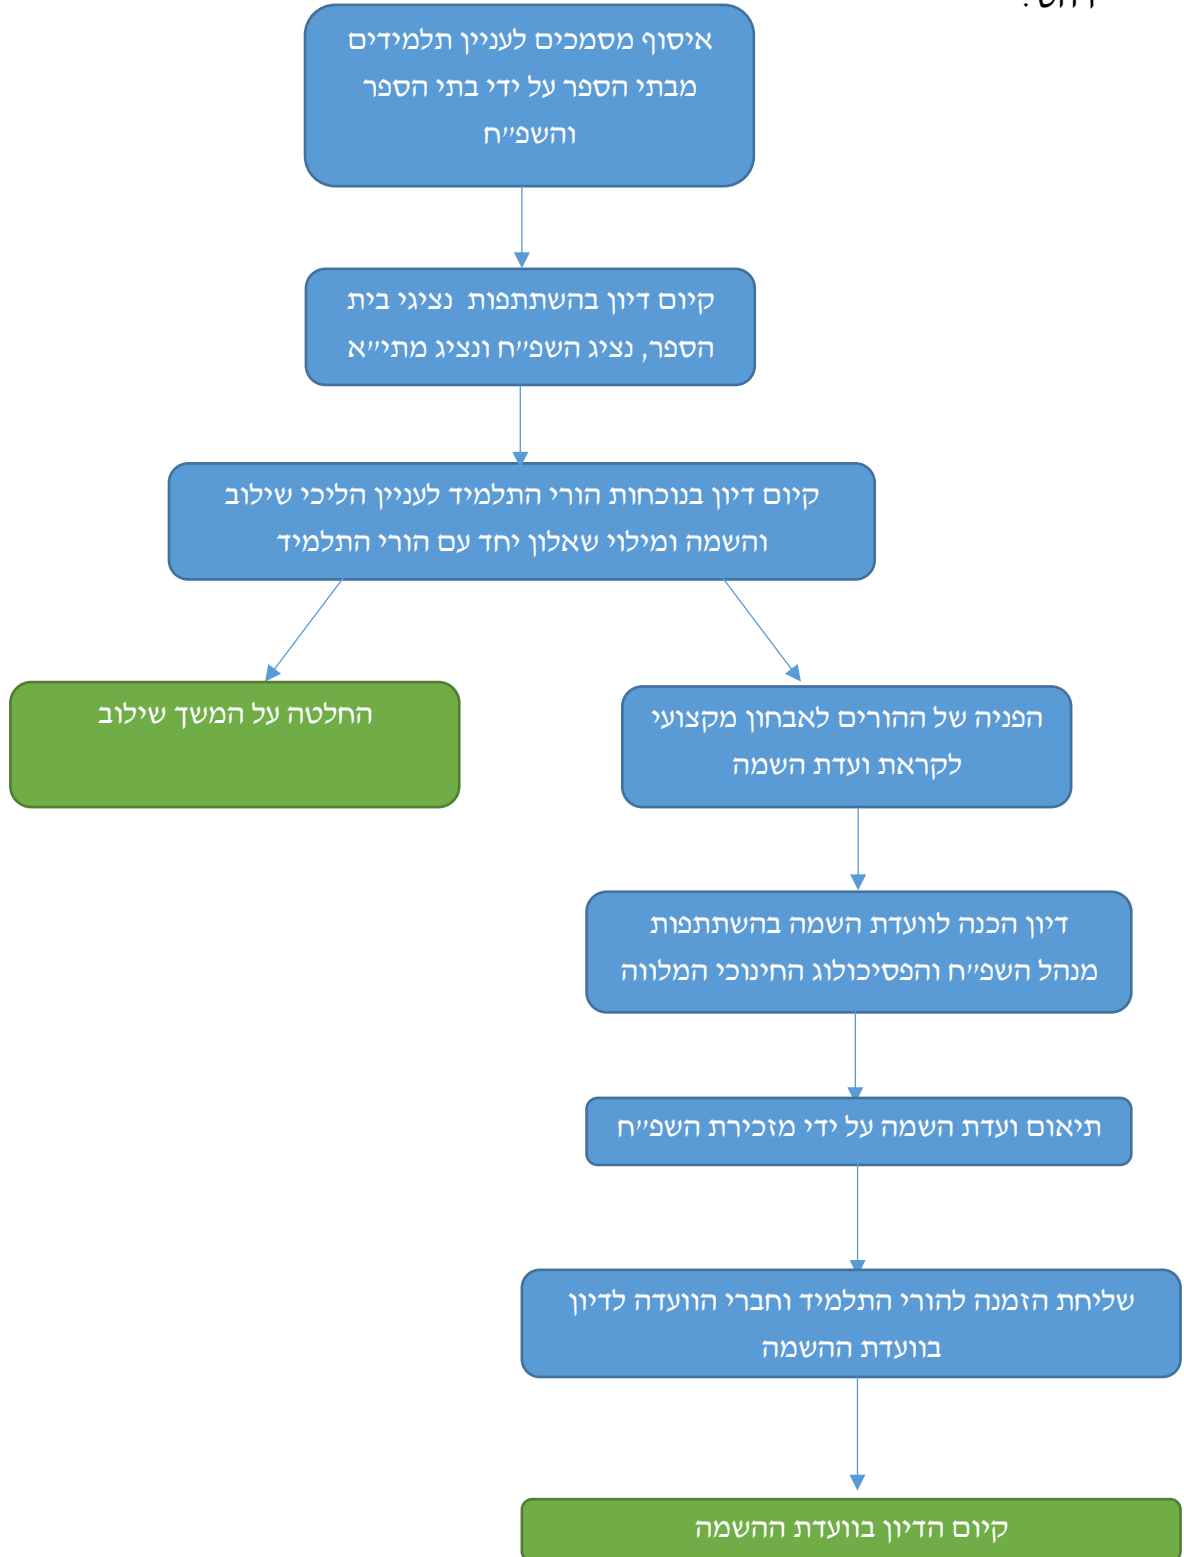 איסוף מסמכים לעניין תלמידים
מבתי הספר על ידי בתי הספר
והשפ״ח
קיום דיון בהשתתפות נציגי בית
הספר, נציג השפ״ח ונציג מתי״א
קיום דיון בנוכחות הורי התלמיד לעניין הליכי שילוב
והשמה ומילוי שאלון יחד עם הורי התלמיד
החלטה על המשך שילוב
הפניה של ההורים לאבחון מקצועי
לקראת ועדת השמה
דיון הכנה לוועדת השמה בהשתתפות
מנהל השפ״ח והפסיכולוג החינוכי המלווה
תיאום ועדת השמה על ידי מזכירת השפ״ח
שליחת הזמנה להורי התלמיד וחברי הוועדה לדיון
בוועדת ההשמה
קיום הדיון בוועדת ההשמה